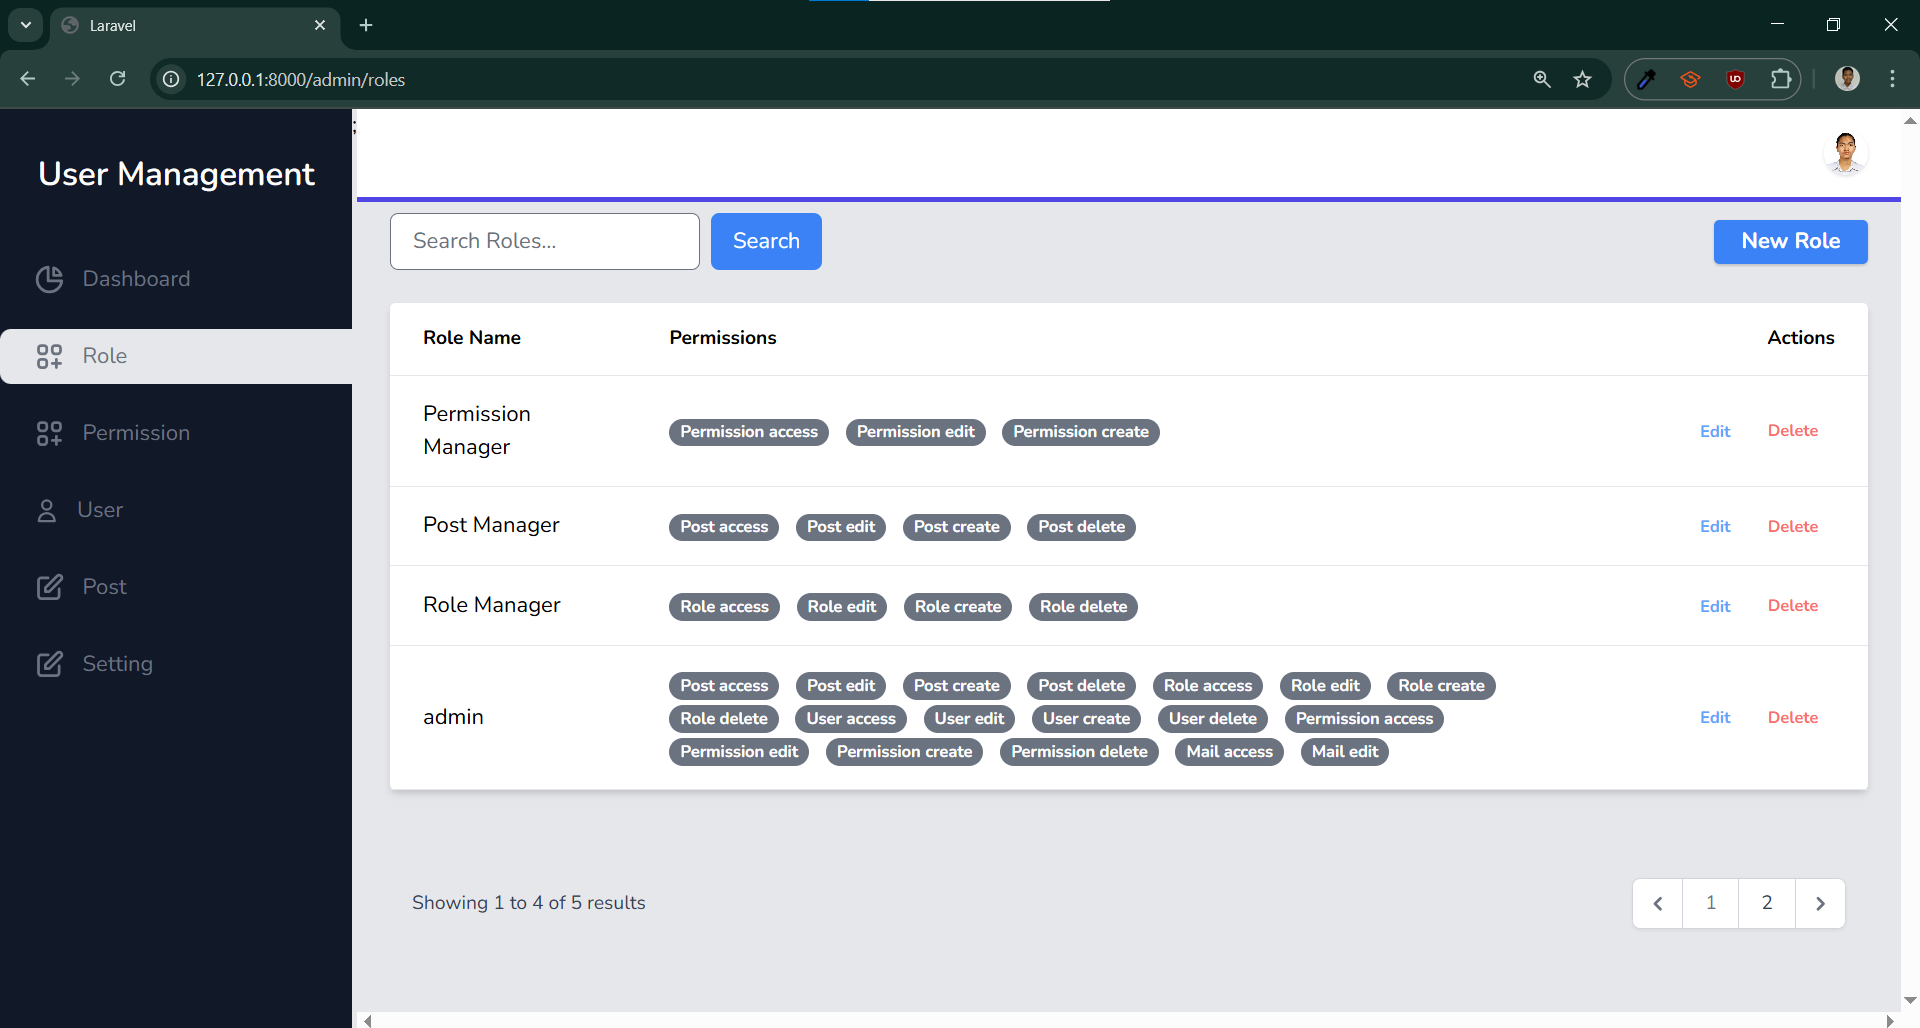 Laravel
127.0.0.1:8000/admin/roles
;
User Management
Dashboard
Role
Permission
User
Post
Setting
Search Roles...
Search
New Role
Role Name Permissions Actions
Permission Manager
Permission access Permission edit Permission create
Edit Delete
Post Manager Post access Post edit Post create Post delete Edit Delete
Role Manager Role access Role edit Role create Role delete Edit Delete
admin
Post access Post edit Post create Post delete Role access Role edit Role create
Role delete User access User edit User create User delete Permission access
Permission edit Permission create Permission delete Mail access Mail edit
Edit Delete
Showing 1 to 4 of 5 results
1 2